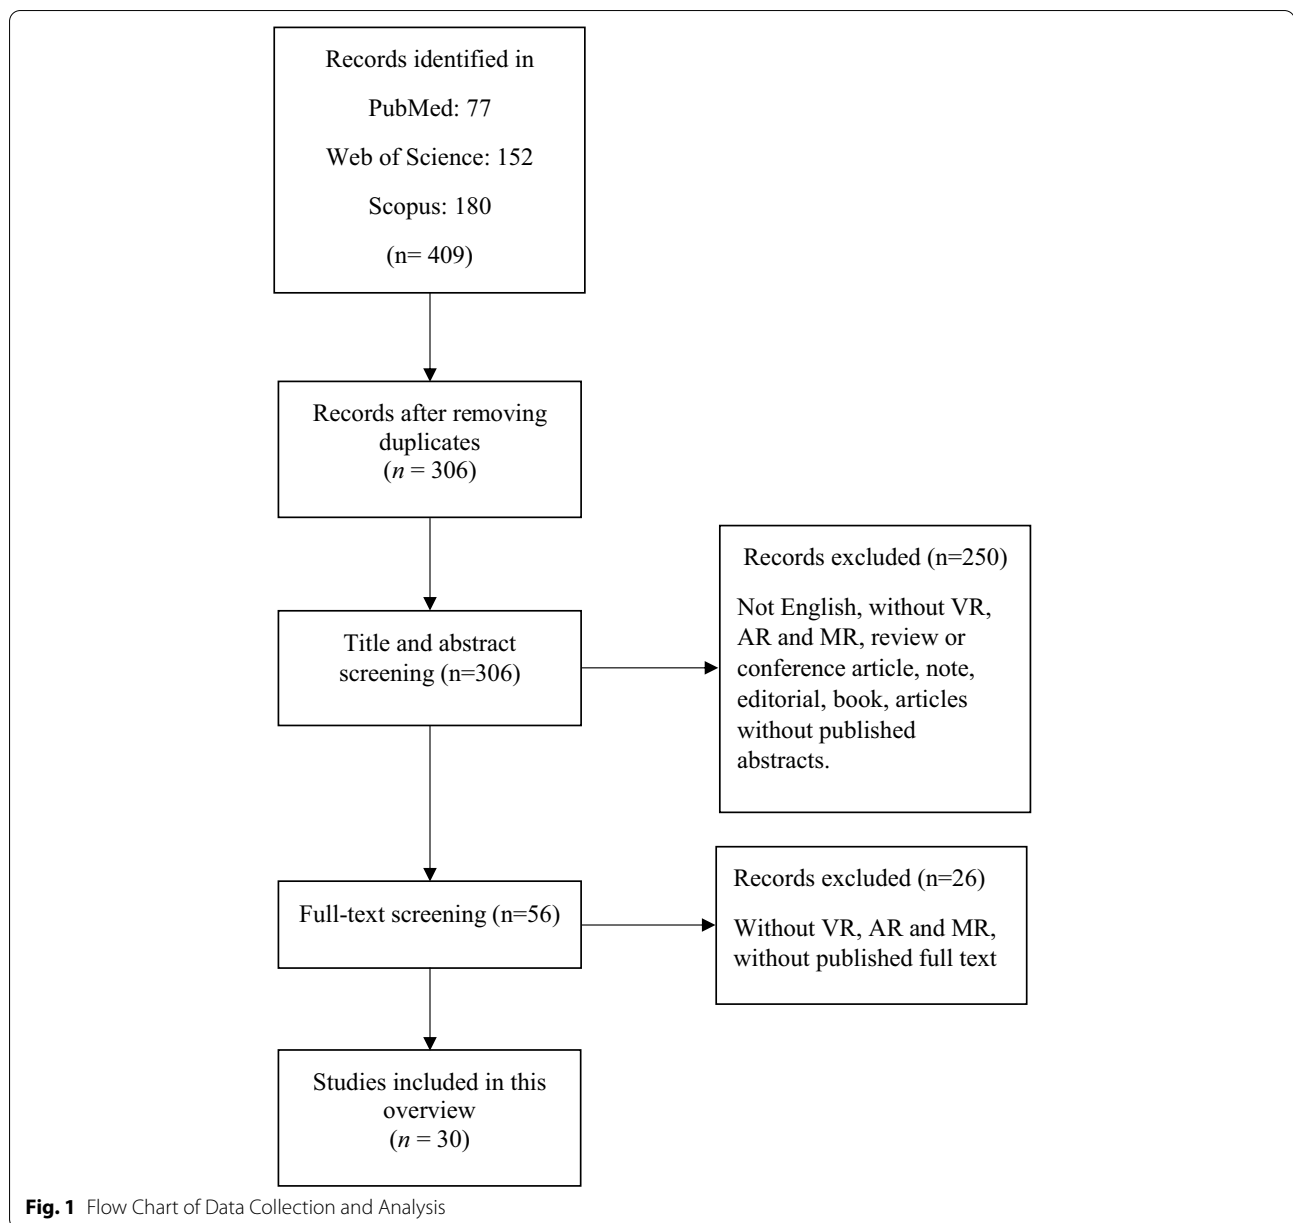 Records identified in
PubMed: 77
Web of Science: 152
Scopus: 180
(n= 409)
Records after removing
duplicates
(n = 306)
Title and abstract
screening (n=306)
Records excluded (n=250)
Not English, without VR,
AR and MR, review or
conference article, note,
editorial, book, articles
without published
abstracts.
Full-text screening (n=56)
Records excluded (n=26)
Without VR, AR and MR,
without published full text
Studies included in this
overview
(n = 30)
Fig. 1 Flow Chart of Data Collection and Analysis